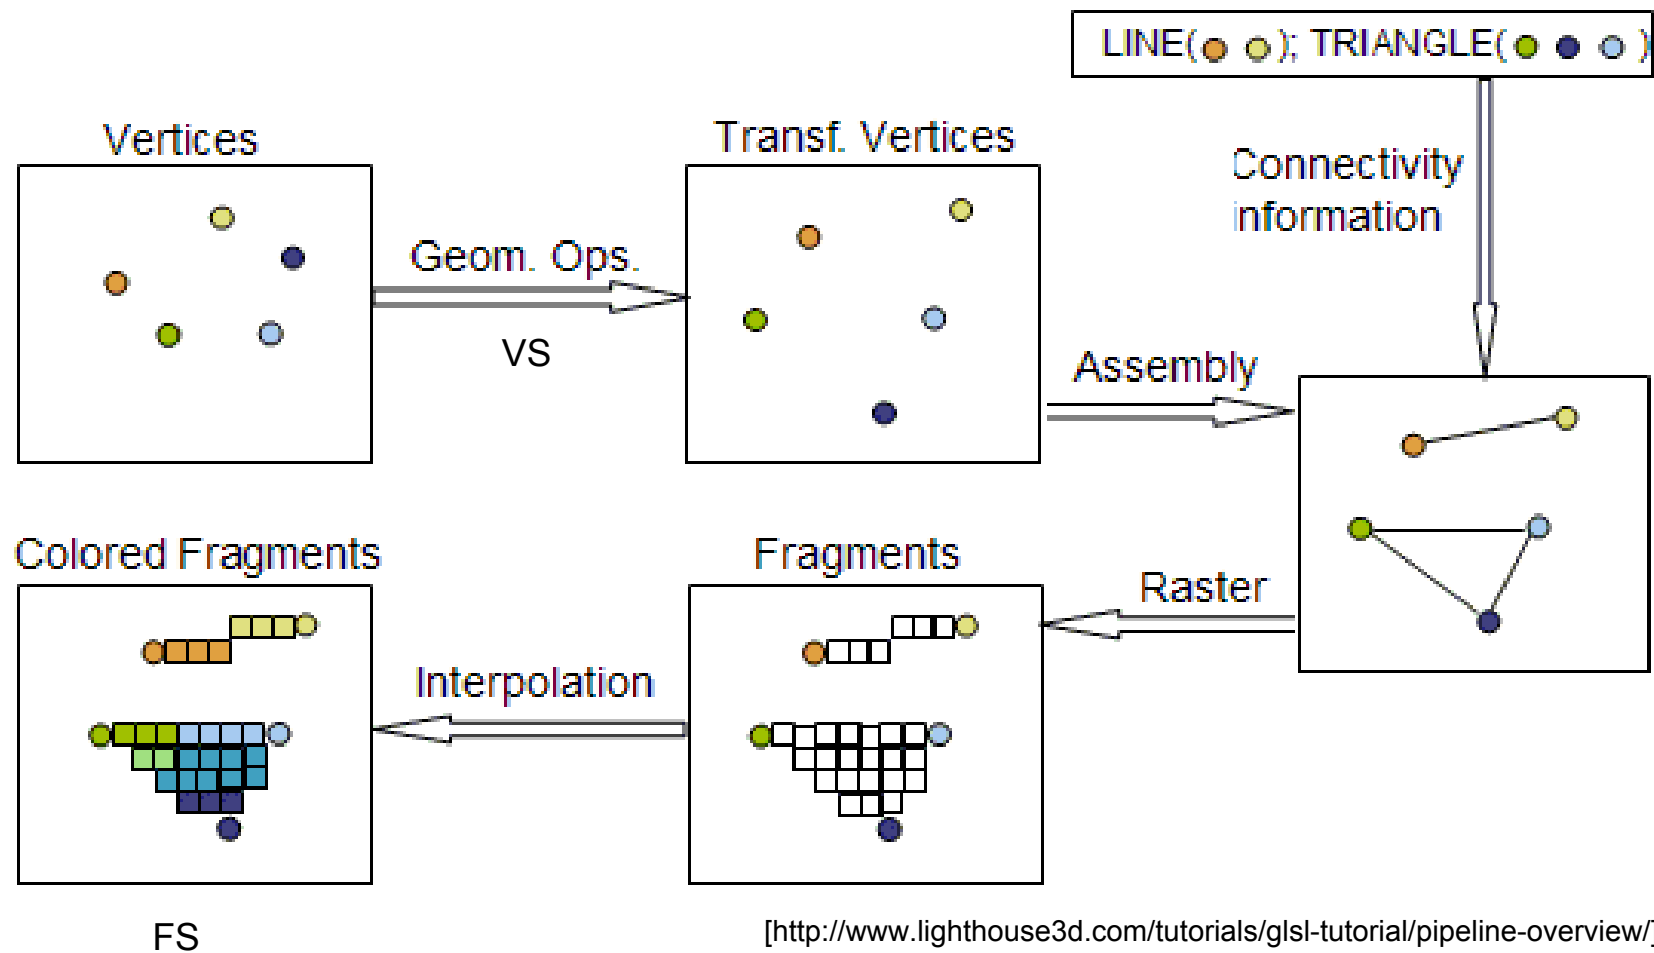 LINE( ); TRIANGLE( )
Vertices
Transf. Vertices
Connectivity
information
Geom. Ops.
VS
Assembly
Colored Fragments
Fragments
Raster
Interpolation
FS
[http://www.lighthouse3d.com/tutorials/glsl-tutorial/pipeline-overview/]